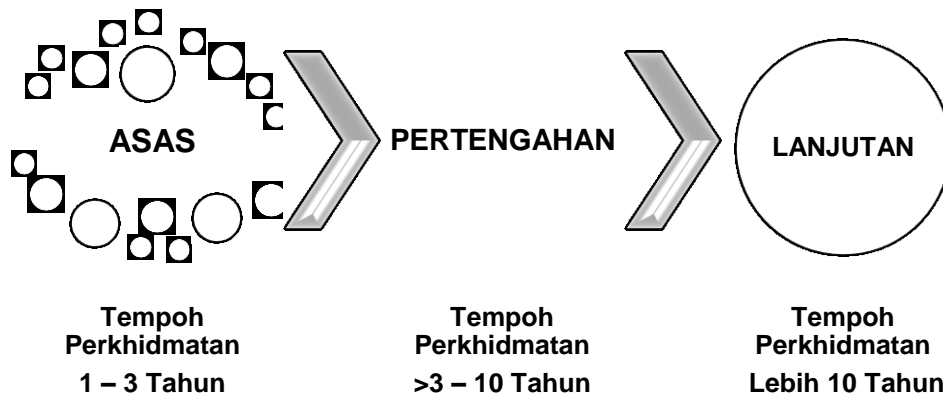 ASAS
PERTENGAHAN
LANJUTAN
Tempoh
Perkhidmatan
1 – 3 Tahun
Tempoh
Perkhidmatan
>3 – 10 Tahun
Tempoh
Perkhidmatan
Lebih 10 Tahun